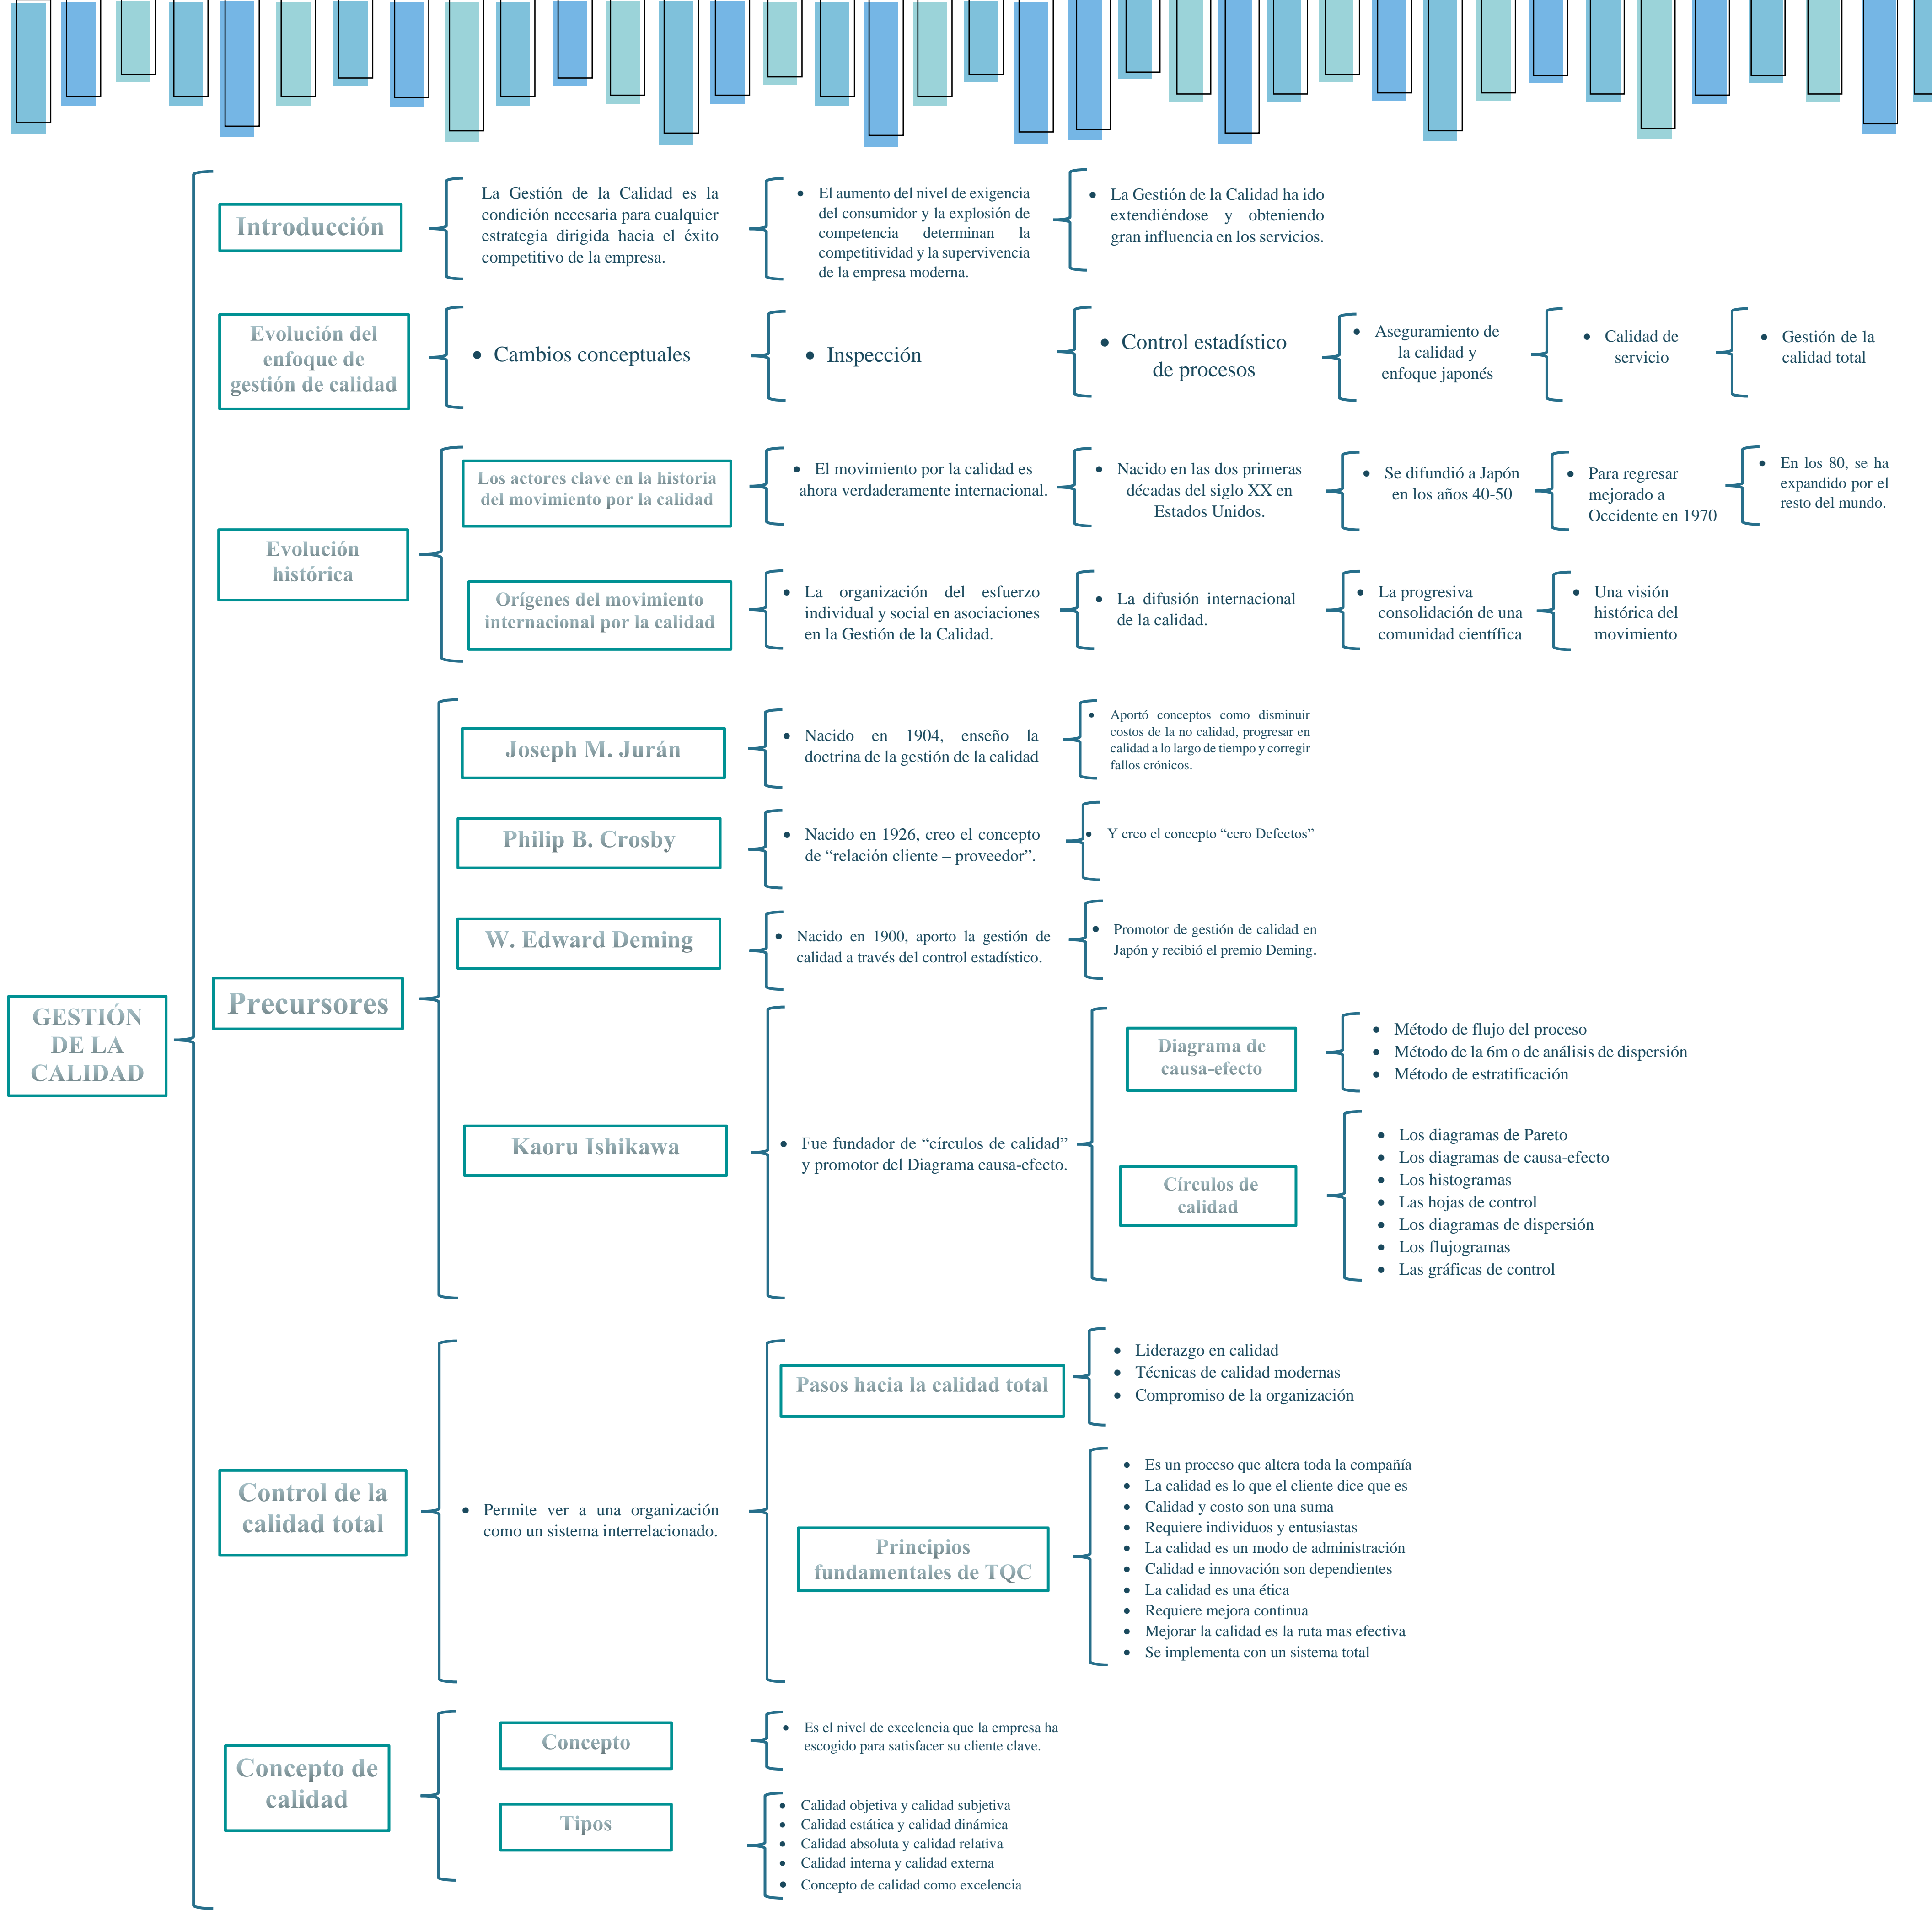 Introducción
La Gestión de la Calidad es la
condición necesaria para cualquier
estrategia dirigida hacia el éxito
competitivo de la empresa.
• El aumento del nivel de exigencia
del consumidor y la explosión de
competencia determinan la
competitividad y la supervivencia
de la empresa moderna.
• La Gestión de la Calidad ha ido
extendiéndose y obteniendo
gran influencia en los servicios.
Evolución del
enfoque de
gestión de calidad
• Cambios conceptuales
• Inspección
• Control estadístico
de procesos
• Aseguramiento de
la calidad y
enfoque japonés
• Calidad de
servicio
• Gestión de la
calidad total
Evolución
histórica
Los actores clave en la historia
del movimiento por la calidad
• El movimiento por la calidad es
ahora verdaderamente internacional.
• Nacido en las dos primeras
décadas del siglo XX en
Estados Unidos.
• Se difundió a Japón
en los años 40-50
• Para regresar
mejorado a
Occidente en 1970
• En los 80, se ha
expandido por el
resto del mundo.
Orígenes del movimiento
internacional por la calidad
• La organización del esfuerzo
individual y social en asociaciones
en la Gestión de la Calidad.
• La difusión internacional
de la calidad.
• La progresiva
consolidación de una
comunidad científica
• Una visión
histórica del
movimiento
GESTIÓN
DE LA
CALIDAD
Precursores
Joseph M. Jurán
• Nacido en 1904, enseño la
doctrina de la gestión de la calidad
• Aportó conceptos como disminuir
costos de la no calidad, progresar en
calidad a lo largo de tiempo y corregir
fallos crónicos.
Philip B. Crosby
• Nacido en 1926, creo el concepto
de “relación cliente – proveedor”.
• Y creo el concepto “cero Defectos”
W. Edward Deming
• Nacido en 1900, aporto la gestión de
calidad a través del control estadístico.
• Promotor de gestión de calidad en
Japón y recibió el premio Deming.
Kaoru Ishikawa
• Fue fundador de “círculos de calidad”
y promotor del Diagrama causa-efecto.
Diagrama de
causa-efecto
• Método de flujo del proceso
• Método de la 6m o de análisis de dispersión
• Método de estratificación
Círculos de
calidad
• Los diagramas de Pareto
• Los diagramas de causa-efecto
• Los histogramas
• Las hojas de control
• Los diagramas de dispersión
• Los flujogramas
• Las gráficas de control
Control de la
calidad total
• Permite ver a una organización
como un sistema interrelacionado.
Pasos hacia la calidad total
• Liderazgo en calidad
• Técnicas de calidad modernas
• Compromiso de la organización
Principios
fundamentales de TQC
• Es un proceso que altera toda la compañía
• La calidad es lo que el cliente dice que es
• Calidad y costo son una suma
• Requiere individuos y entusiastas
• La calidad es un modo de administración
• Calidad e innovación son dependientes
• La calidad es una ética
• Requiere mejora continua
• Mejorar la calidad es la ruta mas efectiva
• Se implementa con un sistema total
Concepto de
calidad
Concepto
• Es el nivel de excelencia que la empresa ha
escogido para satisfacer su cliente clave.
Tipos
• Calidad objetiva y calidad subjetiva
• Calidad estática y calidad dinámica
• Calidad absoluta y calidad relativa
• Calidad interna y calidad externa
• Concepto de calidad como excelencia